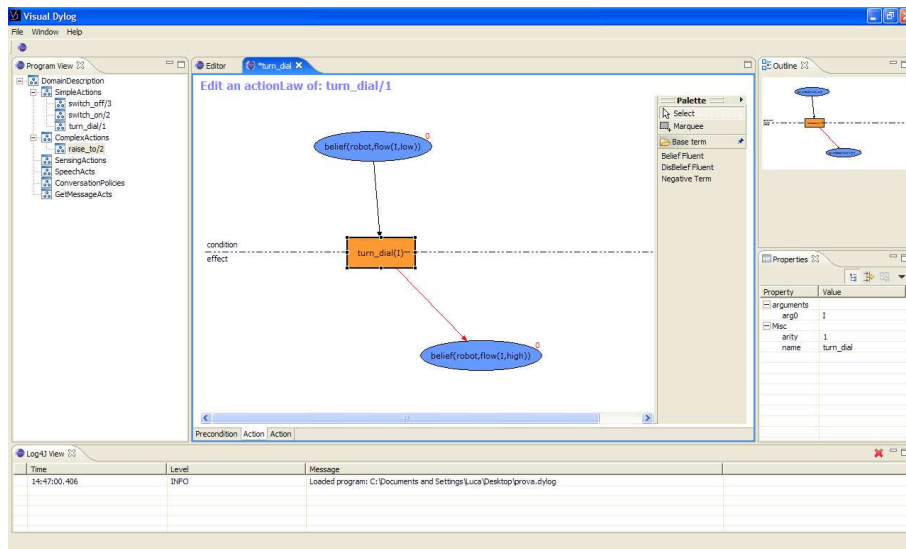 Visual Dylog
File Window Help
Program View
DomainDescription
SimpleActions
switch_off/3
switch_on/2
turn_dial/1
ComplexActions
raise_to/2
SensingActions
SpeechActs
ConversationPolicies
GetMessageActs
Editor
*turn_dial
Edit an actionLaw of: turn_dial/1
0
belief(robot,flow(I,low))
condition
effect
turn_dial(I)
0
belief(robot,flow(I,high))
Palette
Select
Marquee
Base term
Belief Fluent
DisBelief Fluent
Negative Term
Precondition Action Action
Outline
Properties
Property Value
arguments
arg0 I
Misc
arity 1
name turn_dial
Log4J View
Time Level Message
14:47:00.406 INFO Loaded program: C:\Documents and Settings\Luca\Desktop\prova.dylog